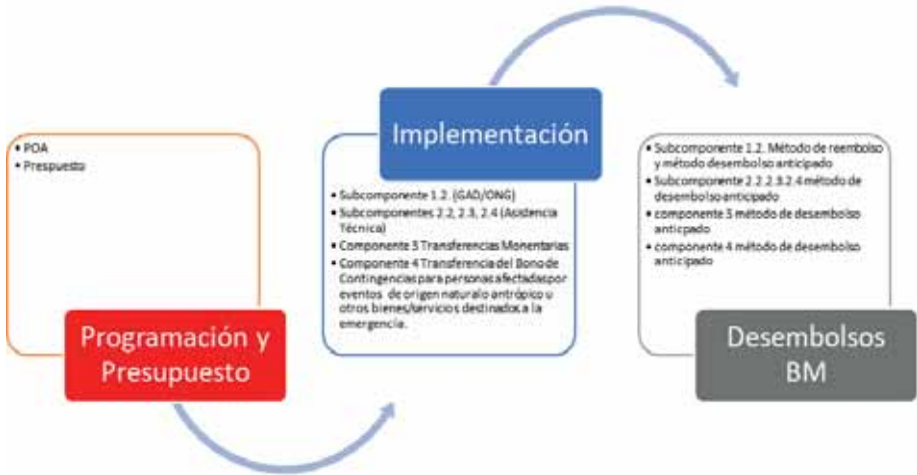 • POA
• Prespuesto
Programación y
Presupuesto
Implementación
• Subcomponente 1.2. (GAD/ONG)
• Subcomponentes 2.2, 2.3, 2.4 (Asistencia
Técnica)
• Componente 3 Transferencias Monentarias
• Componente 4 Transferencia del Bono de
Contingencias para personas afectadas por
eventos de origen natural o antrópico u
otros bienes/servicios destinados a la
emergencia.
• Subcomponente 1.2. Método de reembolso
y método desembolso anticipado
• Subcomponente 2.2.2.3.2.4 método de
desembolso anticipado
• componente 3 método de desembolso
anticpado
• componente 4 método de desembolso
anticipado
Desembolsos
BM